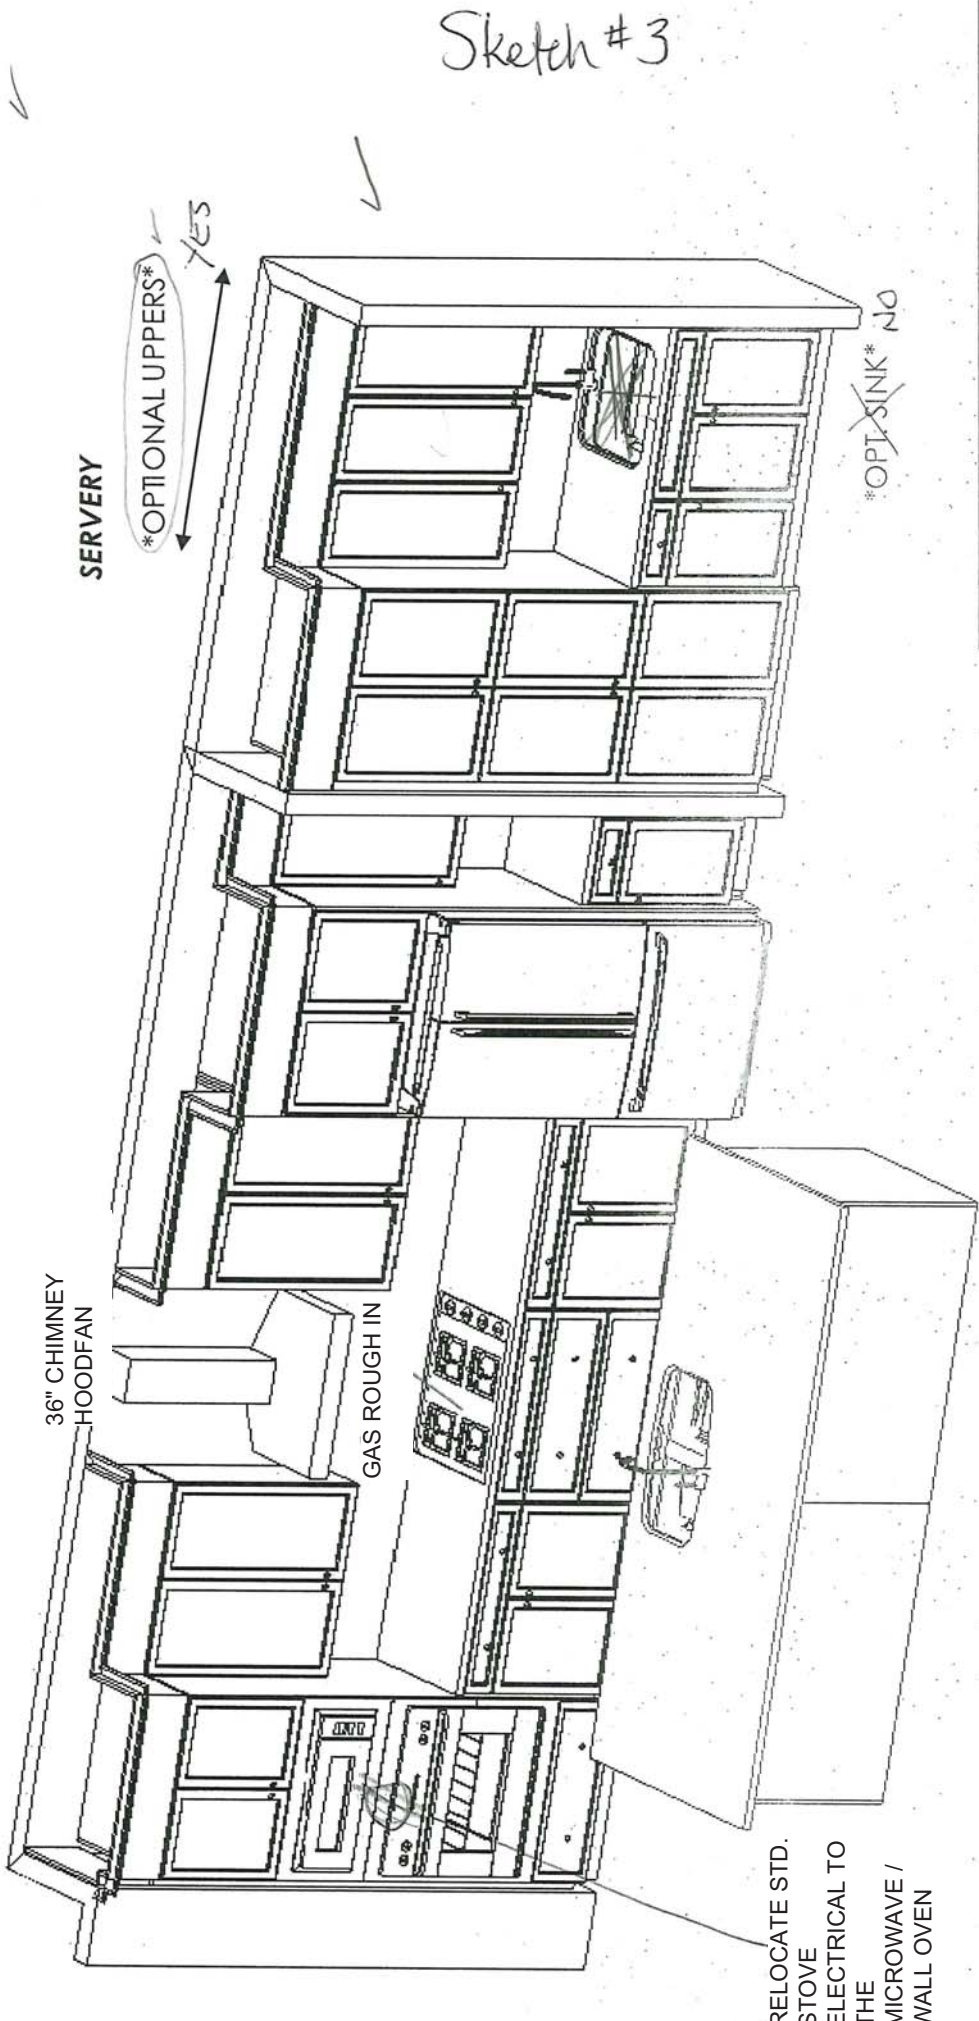 Sketch #3
SERVERY
*OPTIONAL UPPERS*
YES
36" CHIMNEY
HOODFAN
GAS ROUGH IN
*OPT. SINK*
NO
RELOCATE STD.
STOVE
ELECTRICAL TO
THE
MICROWAVE /
WALL OVEN